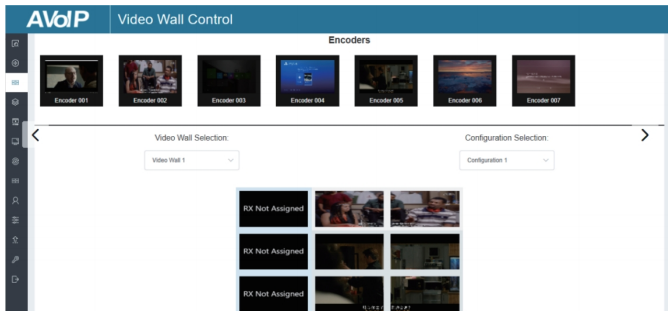 AVoIP
Video Wall Control
Encoders
Encoder 001
Encoder 002
Encoder 003
Encoder 004
Encoder 005
Encoder 006
Encoder 007
Video Wall Selection:
Configuration Selection:
Video Wall 1
Configuration 1
RX Not Assigned
RX Not Assigned
RX Not Assigned